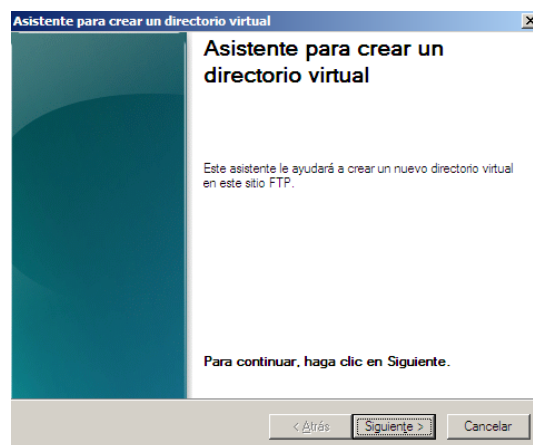 Asistente para crear un directorio virtual
Asistente para crear un
directorio virtual
Este asistente le ayudará a crear un nuevo directorio virtual
en este sitio FTP.
Para continuar, haga clic en Siguiente.
< Atrás Siguiente > Cancelar